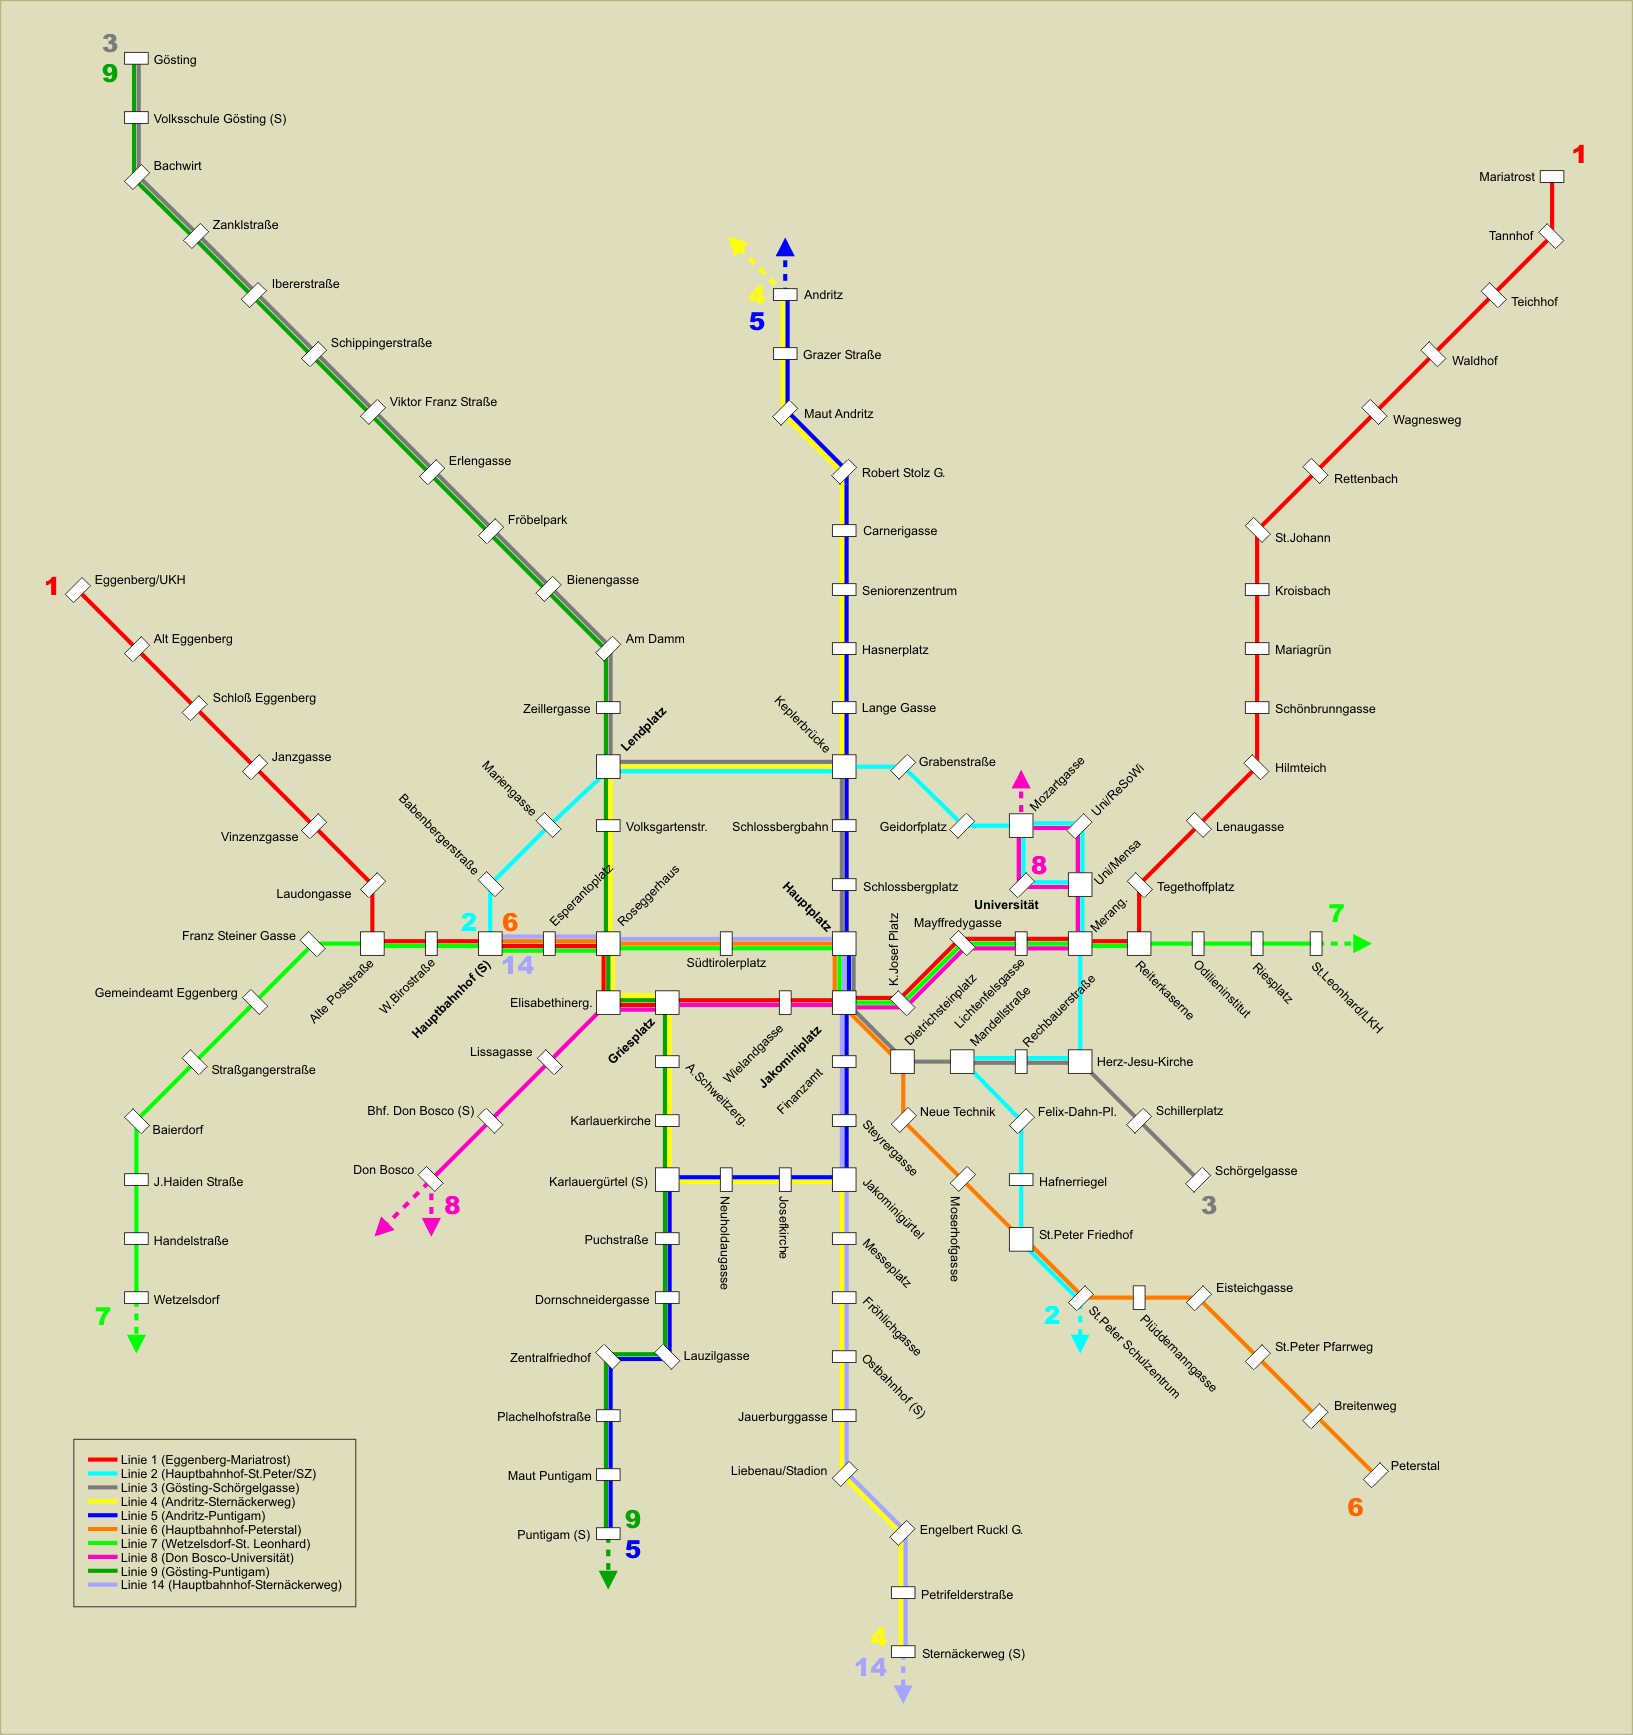 3
Gösting
9
Volksschule Gösting (S)
Bachwirt
1
Mariatrost
Zanklstraße
Tannhof
Ibererstraße
4
Andritz
Teichhof
5
Schippingerstraße
Grazer Straße
Waldhof
Viktor Franz Straße
Maut Andritz
Wagnesweg
Erlengasse
Robert Stolz G.
Rettenbach
Fröbelpark
Carnerigasse
St.Johann
1
Eggenberg/UKH
Bienengasse
Seniorenzentrum
Kroisbach
Alt Eggenberg
Am Damm
Hasnerplatz
Mariagrün
Schloß Eggenberg
Zeillergasse
Lendplatz
Keplerbrücke
Lange Gasse
Schönbrunngasse
Janzgasse
Mariengasse
Grabenstraße
Mozartgasse
Uni/ReSoWi
Hilmteich
Vinzenzgasse
Babenbergerstraße
Volksgartenstr.
Schlossbergbahn
Geidorfplatz
Lenaugasse
Laudongasse
Esperantoplatz
Roseggerhaus
Hauptplatz
Schlossbergplatz
8
Universität
Uni/Mensa
Tegethoffplatz
2
6
14
K.Josef Platz
Mayffredygasse
Merang.
7
Franz Steiner Gasse
Alte Poststraße
W.Birostraße
Hauptbahnhof (S)
Südtirolerplatz
Lichtenfelsgasse
Reiterkaserne
Odilieninstitut
Riesplatz
St.Leonhard/LKH
Gemeindeamt Eggenberg
Elisabethinerg.
Griesplatz
Wielandgasse
Jakominiplatz
Dietrichsteinplatz
Mandellstraße
Rechbauerstraße
Straßgangerstraße
Lissagasse
A.Schweitzerg.
Finanzamt
Herz-Jesu-Kirche
Baierdorf
Bhf. Don Bosco (S)
Karlauerkirche
Steyrergasse
Neue Technik
Felix-Dahn-Pl.
Schillerplatz
J.Haiden Straße
Don Bosco
8
Karlauergürtel (S)
Neuholdaugasse
Josefkirche
Jakominigürtel
Moserhofgasse
Hafnerriegel
Schörgelgasse
3
Handelstraße
Puchstraße
Messeplatz
St.Peter Friedhof
Wetzelsdorf
7
Dornschneidergasse
Fröhlichgasse
2
St.Peter Schulzentrum
Plüddemanngasse
Eisteichgasse
Zentralfriedhof
Lauzilgasse
Ostbahnhof (S)
St.Peter Pfarrweg
Plachelhofstraße
Jauerburggasse
Breitenweg
Maut Puntigam
Liebenau/Stadion
Peterstal
6
Puntigam (S)
9
5
Engelbert Ruckl G.
Petrifelderstraße
4
Sternäckerweg (S)
14
Linie 1 (Eggenberg-Mariatrost)
Linie 2 (Hauptbahnhof-St.Peter/SZ)
Linie 3 (Gösting-Schörgelgasse)
Linie 4 (Andritz-Sternäckerweg)
Linie 5 (Andritz-Puntigam)
Linie 6 (Hauptbahnhof-Peterstal)
Linie 7 (Wetzelsdorf-St. Leonhard)
Linie 8 (Don Bosco-Universität)
Linie 9 (Gösting-Puntigam)
Linie 14 (Hauptbahnhof-Sternäckerweg)